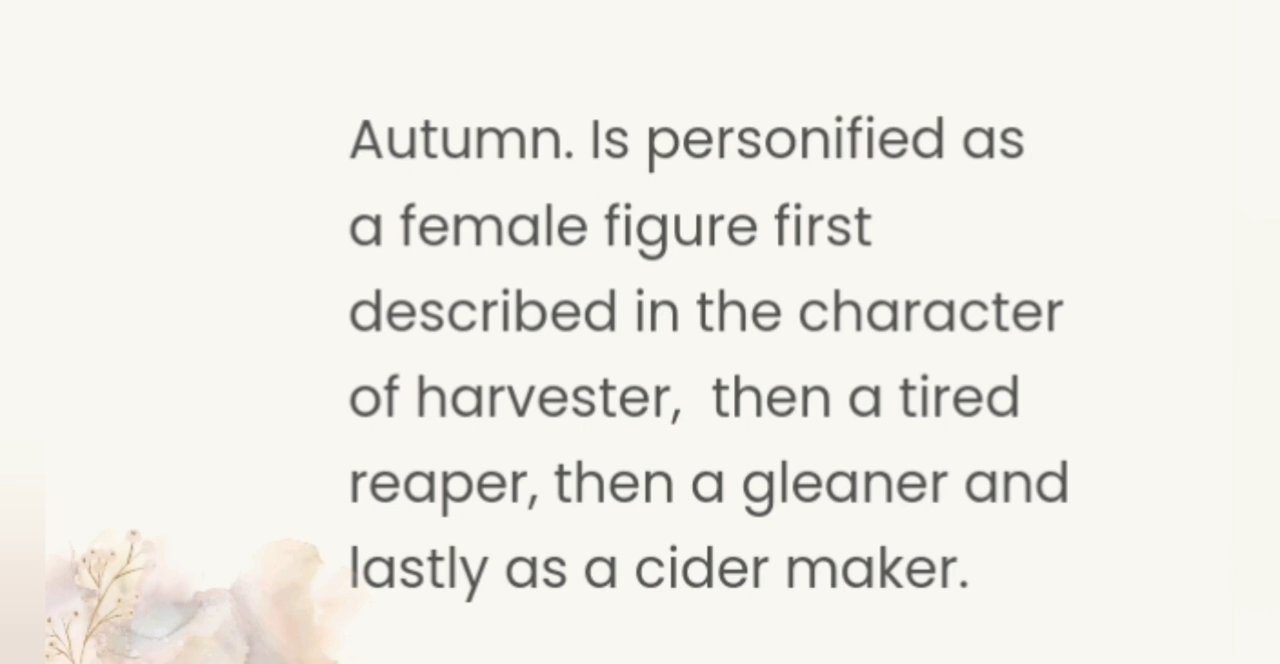 Autumn. Is personified as
a female figure first
described in the character
of harvester,  then a tired
reaper, then a gleaner and
lastly as a cider maker.